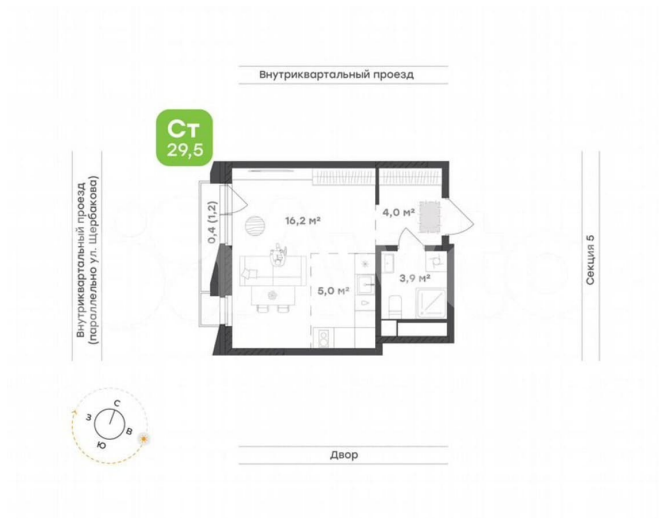 Внутриквартальный проезд
Ст
29,5
Внутриквартальный проезд
(параллельно ул. Щербакова)
0,4 (1,2)
16,2 м²
4,0 м²
3,9 м²
5,0 м²
Секция 5
С
З
В
Ю
Двор